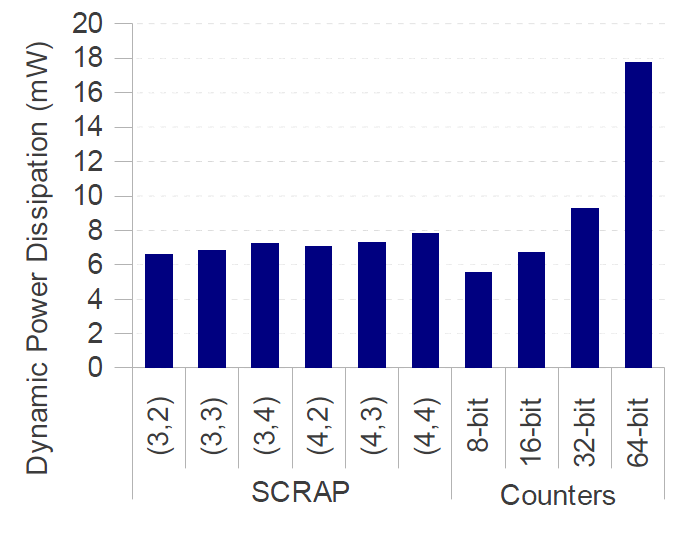 Dynamic Power Dissipation (mW)
20
18
16
14
12
10
8
6
4
2
0
(3,2)
(3,3)
(3,4)
(4,2)
(4,3)
(4,4)
8-bit
16-bit
32-bit
64-bit
SCRAP
Counters